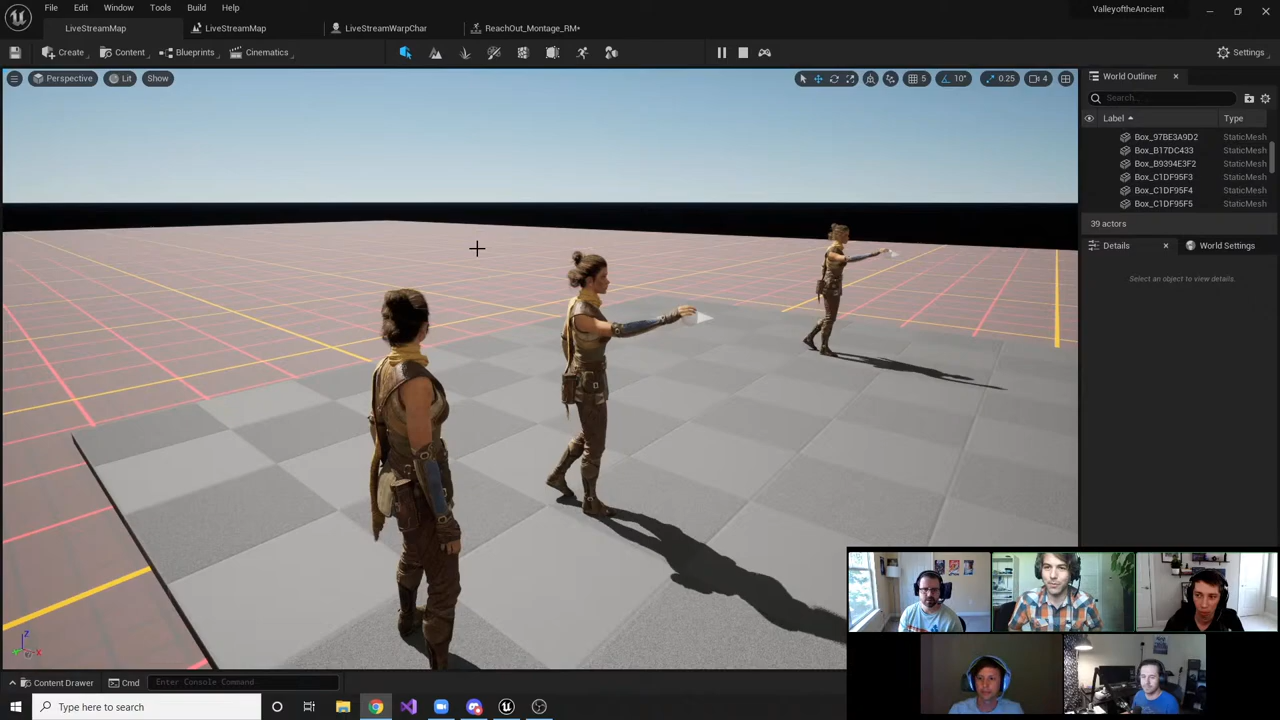 File Edit Window Tools Build Help
ValleyoftheAncient
LiveStreamMap LiveStreamMap LiveStreamWarpChar ReachOut_Montage_RM*
Create Content Blueprints Cinematics Settings
Perspective Lit Show 5 10° 0.25 4
World Outliner
Search...
Label Type
Box_97BE3A9D2 StaticMesh
Box_B17DC433 StaticMesh
Box_B9394E3F2 StaticMesh
Box_C1DF95F3 StaticMesh
Box_C1DF95F4 StaticMesh
Box_C1DF95F5 StaticMesh
39 actors
Details World Settings
Select an object to view details.
Z
X
Content Drawer Cmd Enter Console Command
Type here to search